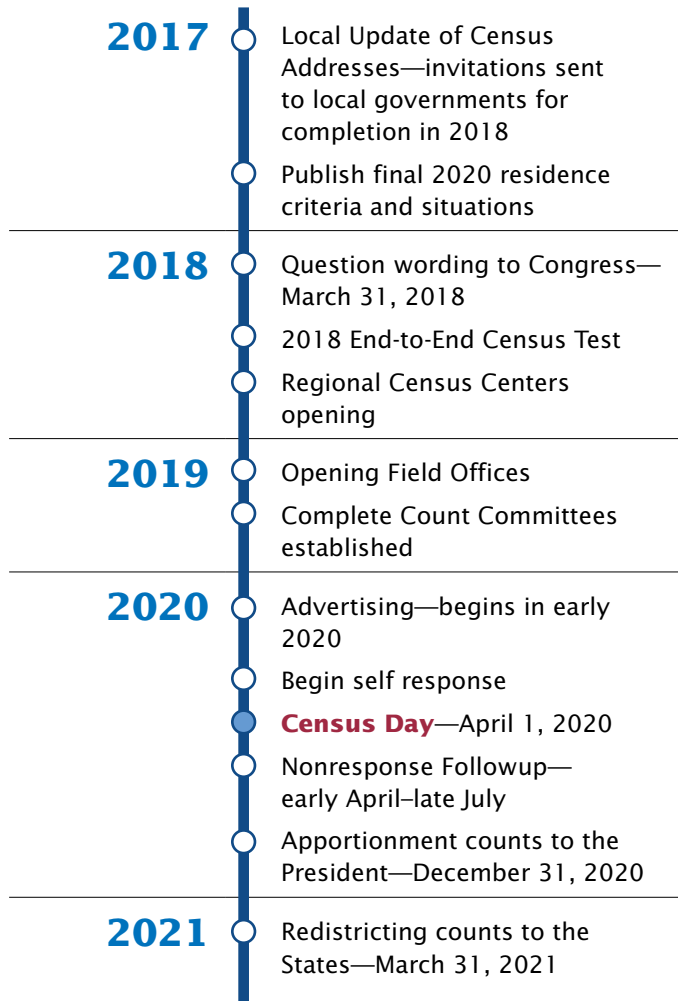 2017
Local Update of Census
Addresses—invitations sent
to local governments for
completion in 2018
Publish final 2020 residence
criteria and situations
2018
Question wording to Congress—
March 31, 2018
2018 End-to-End Census Test
Regional Census Centers
opening
2019
Opening Field Offices
Complete Count Committees
established
2020
Advertising—begins in early
2020
Begin self response
Census Day—April 1, 2020
Nonresponse Followup—
early April–late July
Apportionment counts to the
President—December 31, 2020
2021
Redistricting counts to the
States—March 31, 2021